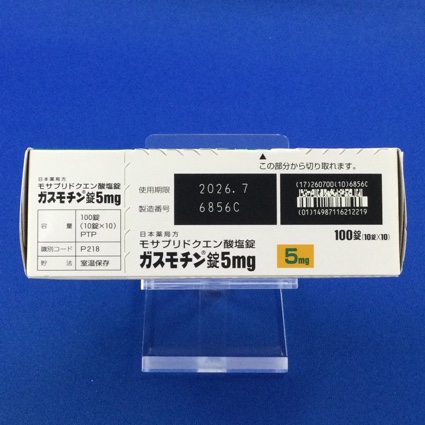 日本薬局方
モサプリドクエン酸塩錠
ガスモチン®錠5mg
容量
100錠
(10錠×10)
PTP
識別コード P218
貯法 室温保存
▲
この部分から切り取れます。
使用期限 2026.7
製造番号 6856C
(17)260700(10)6856C
(01)14987116212219
日本薬局方
モサプリドクエン酸塩錠
ガスモチン®錠5mg
5mg
100錠(10錠×10)